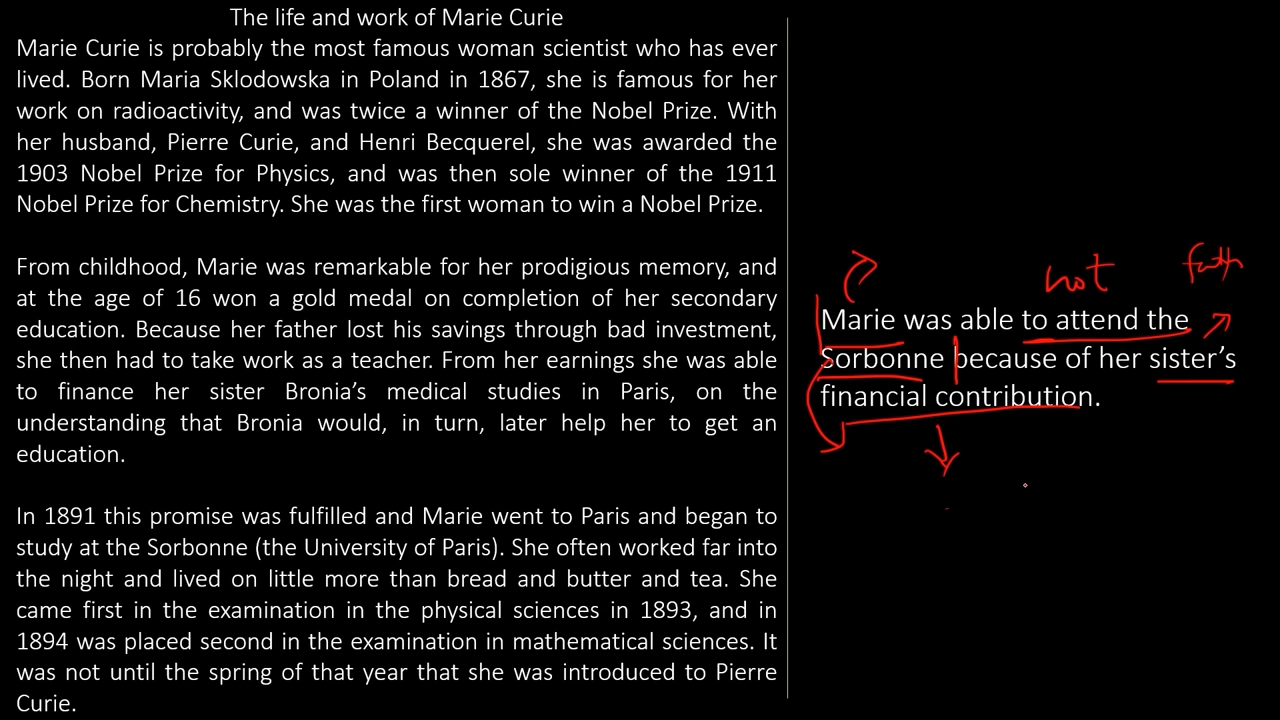 The life and work of Marie Curie
Marie Curie is probably the most famous woman scientist who has ever
lived. Born Maria Sklodowska in Poland in 1867, she is famous for her
work on radioactivity, and was twice a winner of the Nobel Prize. With
her husband, Pierre Curie, and Henri Becquerel, she was awarded the
1903 Nobel Prize for Physics, and was then sole winner of the 1911
Nobel Prize for Chemistry. She was the first woman to win a Nobel Prize.
From childhood, Marie was remarkable for her prodigious memory, and
at the age of 16 won a gold medal on completion of her secondary
education. Because her father lost his savings through bad investment,
she then had to take work as a teacher. From her earnings she was able
to finance her sister Bronia’s medical studies in Paris, on the
understanding that Bronia would, in turn, later help her to get an
education.
In 1891 this promise was fulfilled and Marie went to Paris and began to
study at the Sorbonne (the University of Paris). She often worked far into
the night and lived on little more than bread and butter and tea. She
came first in the examination in the physical sciences in 1893, and in
1894 was placed second in the examination in mathematical sciences. It
was not until the spring of that year that she was introduced to Pierre
Curie.
not
Marie was able to attend the
Sorbonne because of her sister’s
financial contribution.